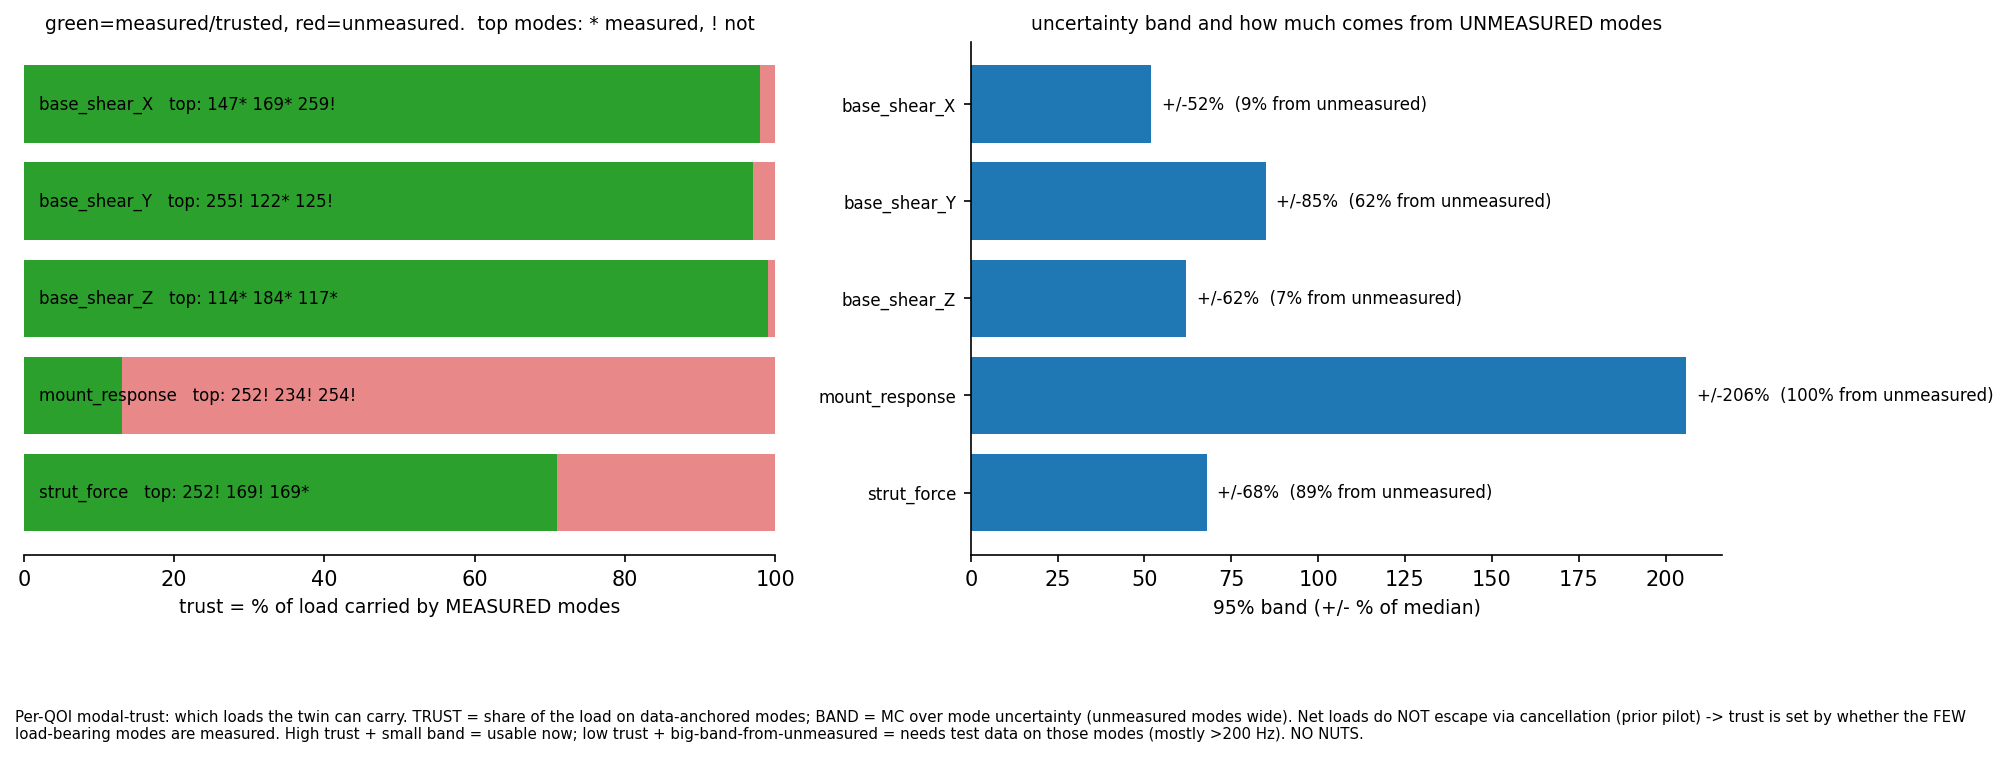 green=measured/trusted, red=unmeasured.  top modes: * measured, ! not
base_shear_X   top: 147* 169* 259!
base_shear_Y   top: 255! 122* 125!
base_shear_Z   top: 114* 184* 117*
mount_response   top: 252! 234! 254!
strut_force   top: 252! 169! 169*
0 20 40 60 80 100
trust = % of load carried by MEASURED modes
uncertainty band and how much comes from UNMEASURED modes
base_shear_X +/-52%  (9% from unmeasured)
base_shear_Y +/-85%  (62% from unmeasured)
base_shear_Z +/-62%  (7% from unmeasured)
mount_response +/-206%  (100% from unmeasured)
strut_force +/-68%  (89% from unmeasured)
0 25 50 75 100 125 150 175 200
95% band (+/- % of median)
Per-QOI modal-trust: which loads the twin can carry. TRUST = share of the load on data-anchored modes; BAND = MC over mode uncertainty (unmeasured modes wide). Net loads do NOT escape via cancellation (prior pilot) -> trust is set by whether the FEW
load-bearing modes are measured. High trust + small band = usable now; low trust + big-band-from-unmeasured = needs test data on those modes (mostly >200 Hz). NO NUTS.